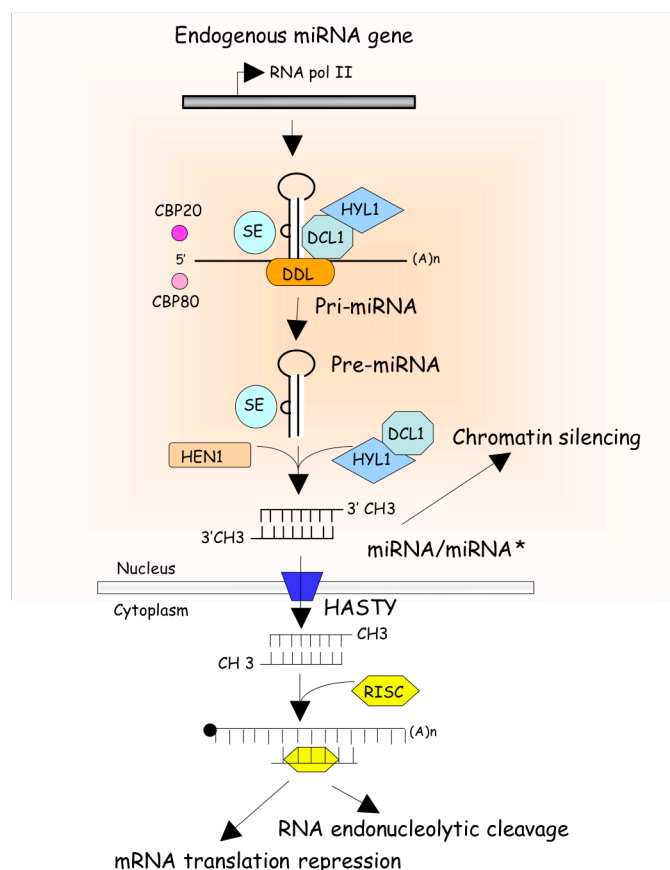 Endogenous miRNA gene
RNA pol II
CBP20
SE
HYL1
DCL1
5'
(A)n
DDL
CBP80
Pri-miRNA
Pre-miRNA
SE
DCL1
HEN1
HYL1
Chromatin silencing
3' CH3
3'CH3
miRNA/miRNA*
Nucleus
Cytoplasm
HASTY
CH3
CH 3
RISC
(A)n
RNA endonucleolytic cleavage
mRNA translation repression